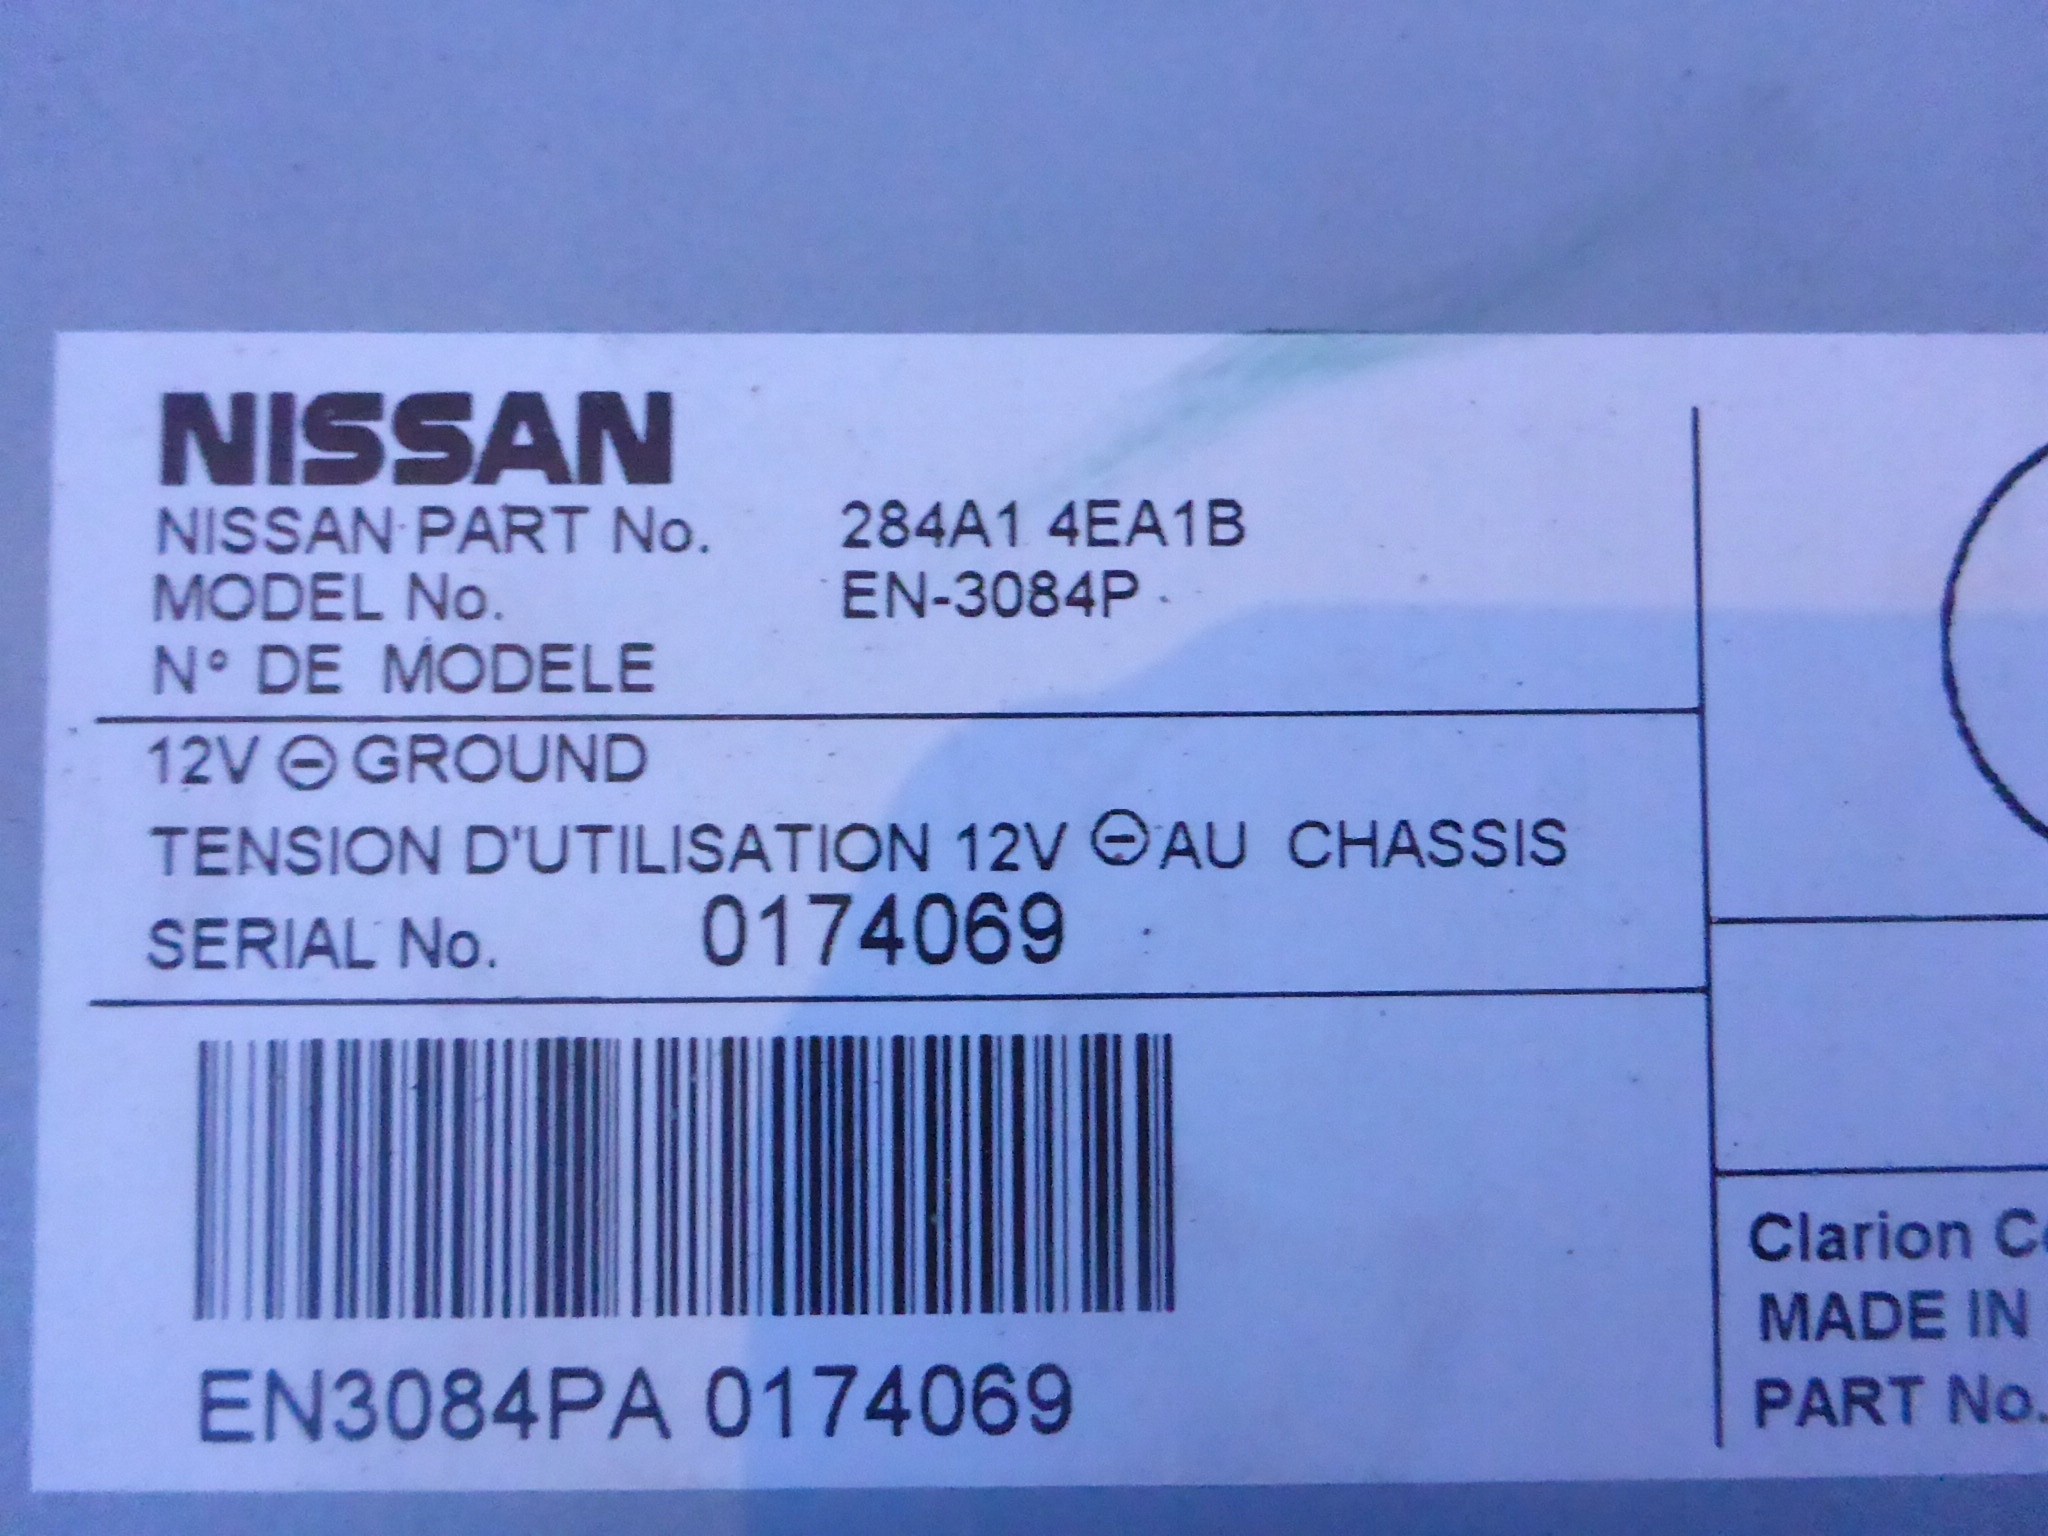 NISSAN
NISSAN PART No. 284A1 4EA1B
MODEL No. EN-3084P
N° DE MODELE
12V ⊖ GROUND
TENSION D'UTILISATION 12V ⊖ AU CHASSIS
SERIAL No. 0174069
EN3084PA 0174069
Clarion
MADE IN
PART No.